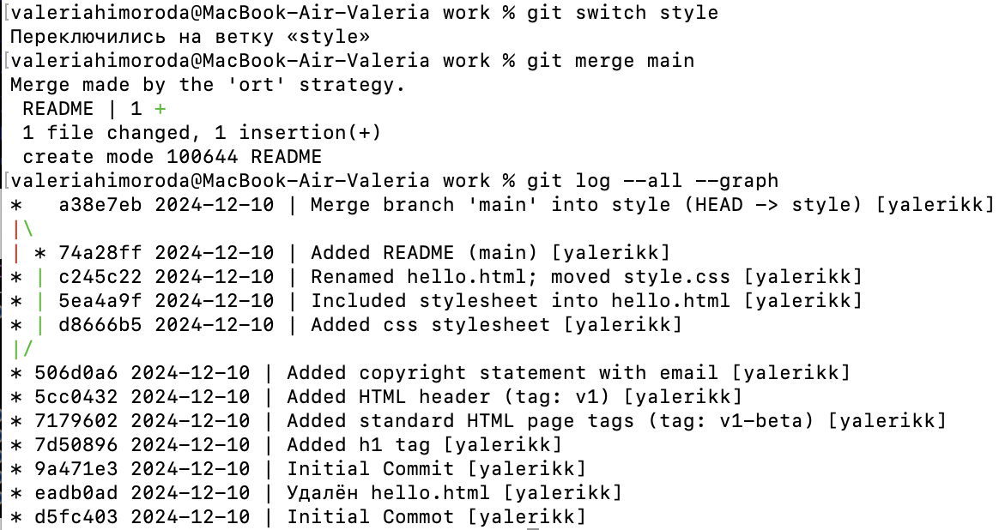 [valeriahimoroda@MacBook-Air-Valeria work % git switch style
Переключились на ветку «style»
[valeriahimoroda@MacBook-Air-Valeria work % git merge main
Merge made by the 'ort' strategy.
 README | 1 +
 1 file changed, 1 insertion(+)
 create mode 100644 README
[valeriahimoroda@MacBook-Air-Valeria work % git log --all --graph
*   a38e7eb 2024-12-10 | Merge branch 'main' into style (HEAD -> style) [yalerikk]
|\
| * 74a28ff 2024-12-10 | Added README (main) [yalerikk]
* | c245c22 2024-12-10 | Renamed hello.html; moved style.css [yalerikk]
* | 5ea4a9f 2024-12-10 | Included stylesheet into hello.html [yalerikk]
* | d8666b5 2024-12-10 | Added css stylesheet [yalerikk]
|/
* 506d0a6 2024-12-10 | Added copyright statement with email [yalerikk]
* 5cc0432 2024-12-10 | Added HTML header (tag: v1) [yalerikk]
* 7179602 2024-12-10 | Added standard HTML page tags (tag: v1-beta) [yalerikk]
* 7d50896 2024-12-10 | Added h1 tag [yalerikk]
* 9a471e3 2024-12-10 | Initial Commit [yalerikk]
* eadb0ad 2024-12-10 | Удалён hello.html [yalerikk]
* d5fc403 2024-12-10 | Initial Commot [yalerikk]